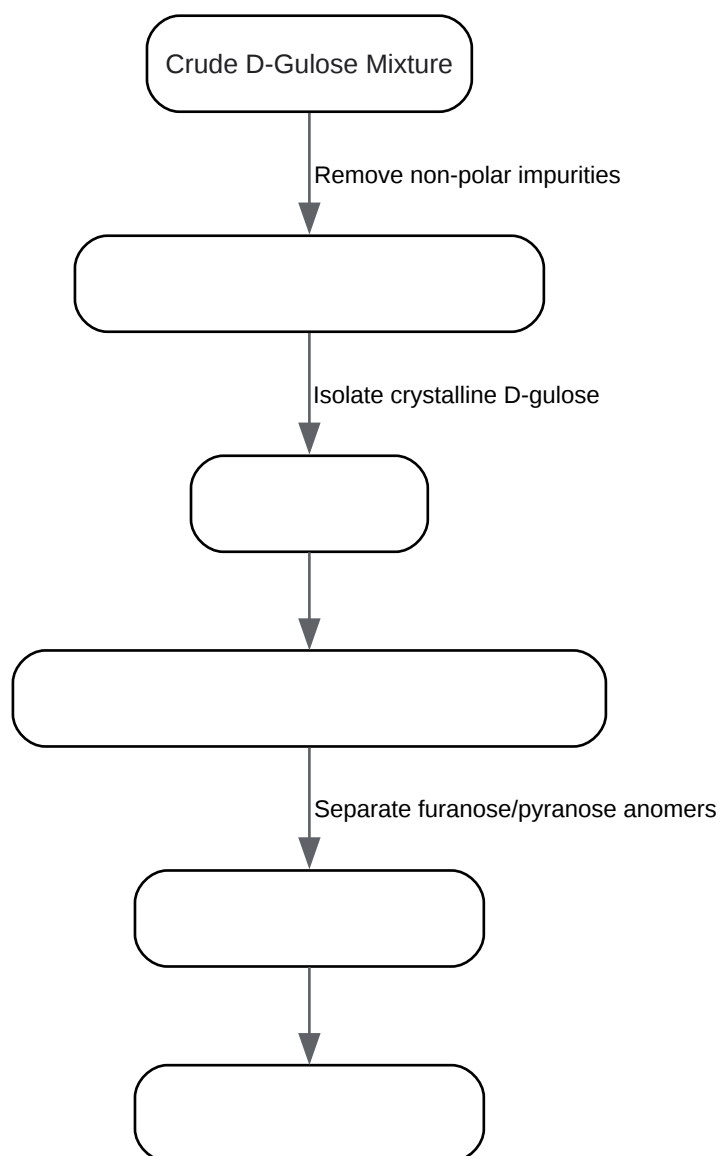 Crude D-Gulose Mixture
Remove non-polar impurities
Isolate crystalline D-gulose
Separate furanose/pyranose anomers